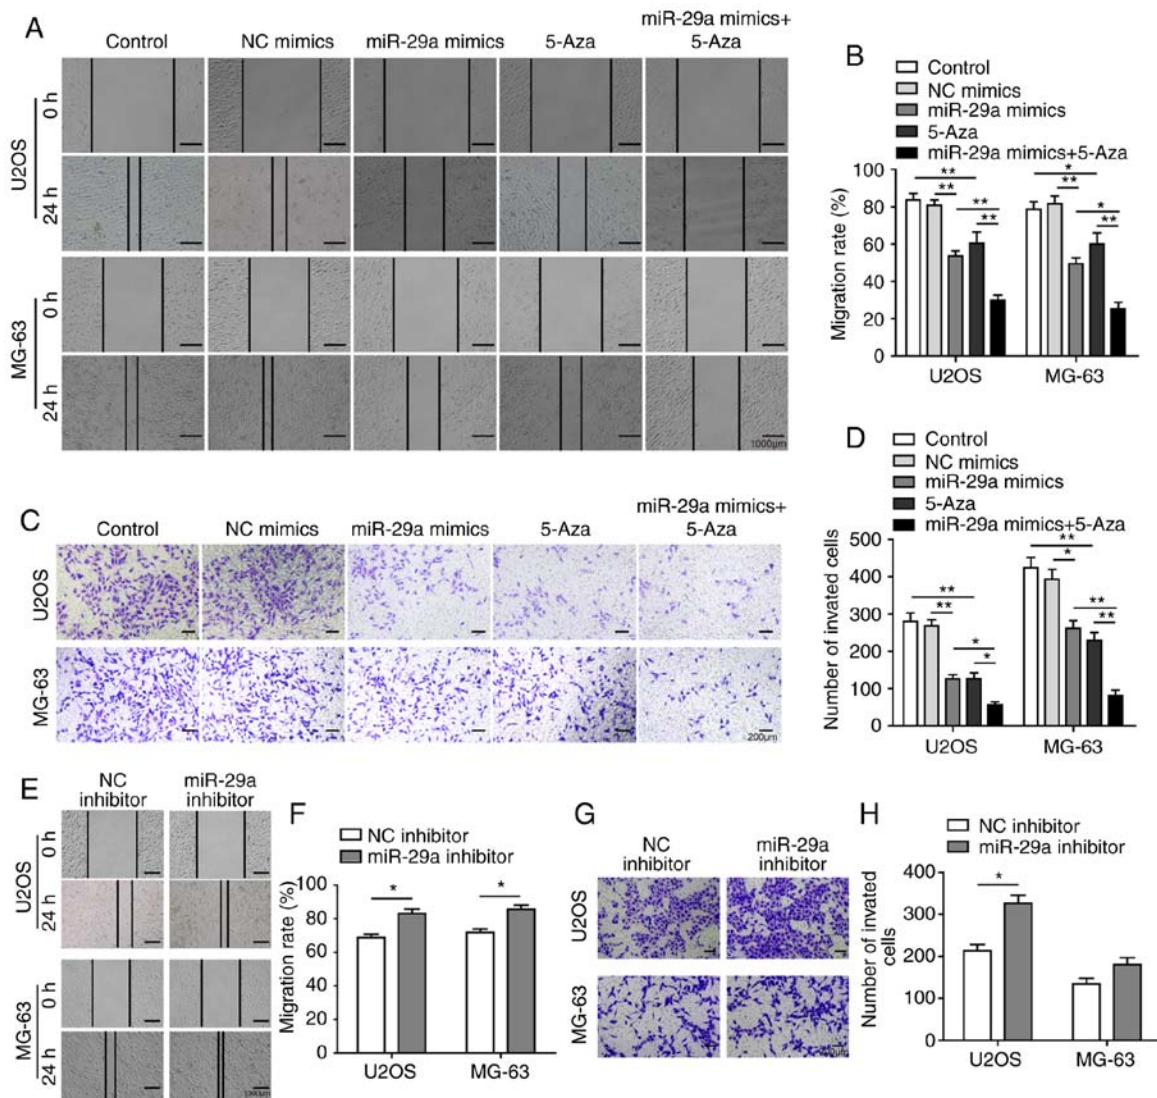 A
Control
NC mimics
miR-29a mimics
5-Aza
miR-29a mimics+
5-Aza
U2OS
0 h
24 h
MG-63
0 h
24 h
1000µm
B
Control
NC mimics
miR-29a mimics
5-Aza
miR-29a mimics+5-Aza
Migration rate (%)
100
80
60
40
20
0
** ** ** **
* ** * **
U2OS MG-63
C
Control
NC mimics
miR-29a mimics
5-Aza
miR-29a mimics+
5-Aza
U2OS
MG-63
200µm
D
Control
NC mimics
miR-29a mimics
5-Aza
miR-29a mimics+5-Aza
Number of invated cells
500
400
300
200
100
0
** ** * *
** * ** **
U2OS MG-63
E
NC
inhibitor
miR-29a
inhibitor
U2OS
0 h
24 h
MG-63
0 h
24 h
F
NC inhibitor
miR-29a inhibitor
Migration rate (%)
100
80
60
40
20
0
* *
U2OS MG-63
G
NC
inhibitor
miR-29a
inhibitor
U2OS
MG-63
H
NC inhibitor
miR-29a inhibitor
Number of invated
cells
400
300
200
100
0
*
U2OS MG-63